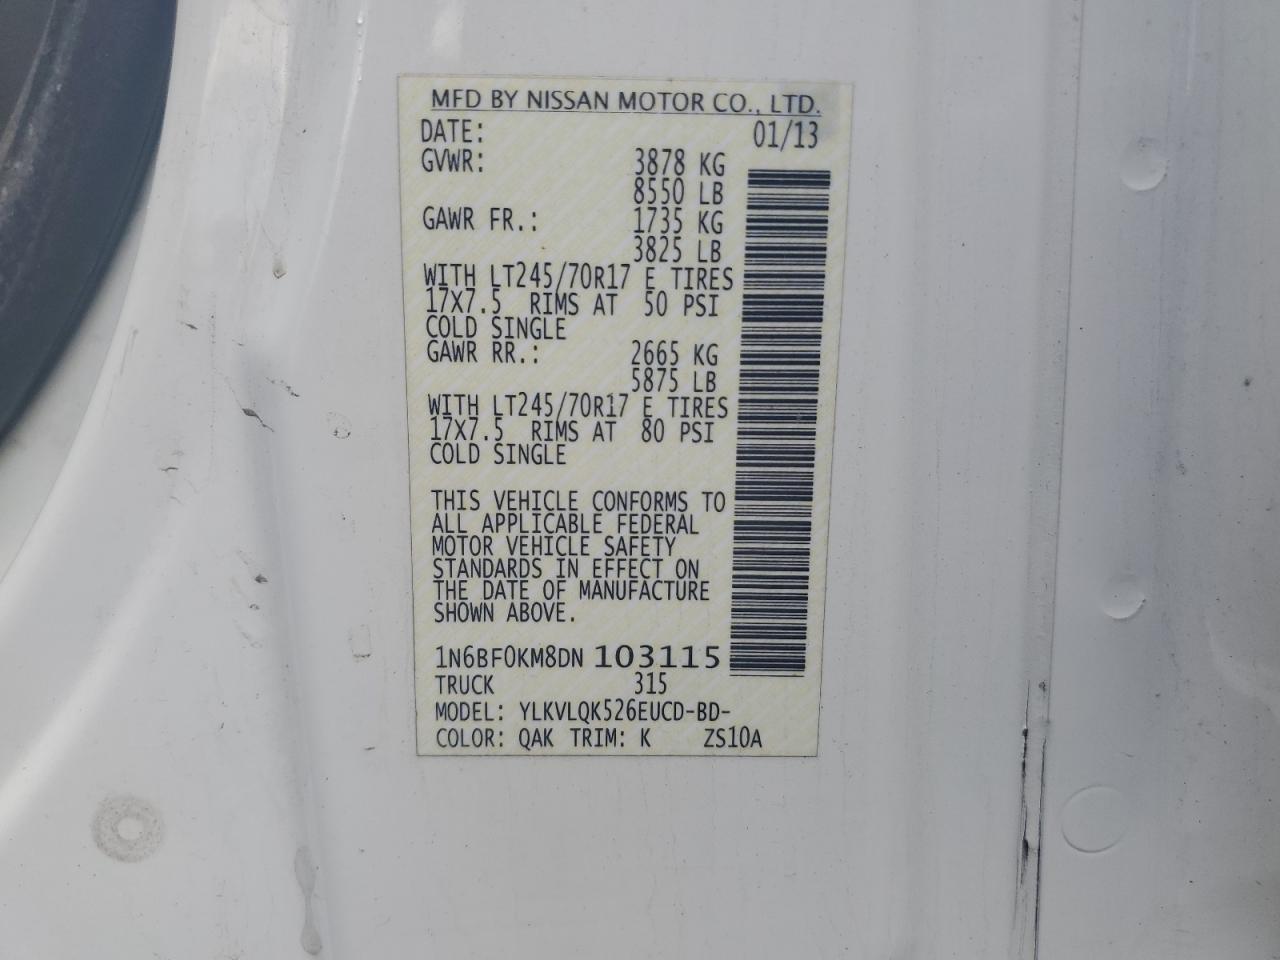 MFD BY NISSAN MOTOR CO., LTD.
DATE: 01/13
GVWR: 3878 KG
8550 LB
GAWR FR.: 1735 KG
3825 LB
WITH LT245/70R17 E TIRES
17X7.5 RIMS AT 50 PSI
COLD SINGLE
GAWR RR.: 2665 KG
5875 LB
WITH LT245/70R17 E TIRES
17X7.5 RIMS AT 80 PSI
COLD SINGLE
THIS VEHICLE CONFORMS TO
ALL APPLICABLE FEDERAL
MOTOR VEHICLE SAFETY
STANDARDS IN EFFECT ON
THE DATE OF MANUFACTURE
SHOWN ABOVE.
1N6BF0KM8DN 103115
TRUCK 315
MODEL: YLKVLQK526EUCD-BD-
COLOR: QAK TRIM: K ZS10A